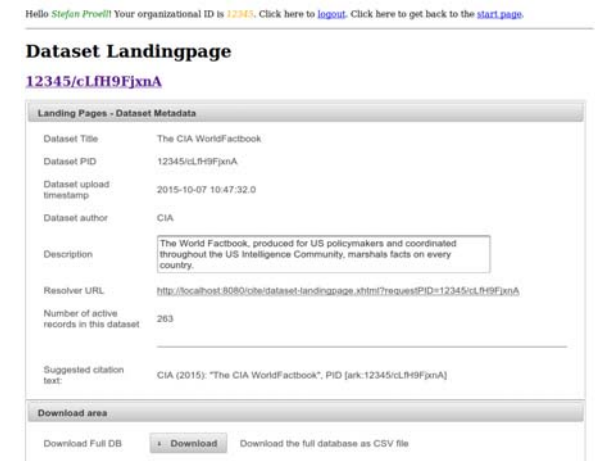 Hello Stefan Proell! Your organizational ID is 12345. Click here to logout. Click here to get back to the start page.
Dataset Landingpage
12345/cLfH9FjxnA
Landing Pages - Dataset Metadata
Dataset Title The CIA WorldFactbook
Dataset PID 12345/cLfH9FjxnA
Dataset upload
timestamp 2015-10-07 10:47:32.0
Dataset author CIA
Description The World Factbook, produced for US policymakers and coordinated
throughout the US Intelligence Community, marshals facts on every
country.
Resolver URL http://localhost:8080/cite/dataset-landingpage.xhtml?requestPID=12345/cLfH9FjxnA
Number of active
records in this dataset 263
Suggested citation
text: CIA (2015): "The CIA WorldFactbook", PID [ark:12345/cLfH9FjxnA]
Download area
Download Full DB Download Download the full database as CSV file